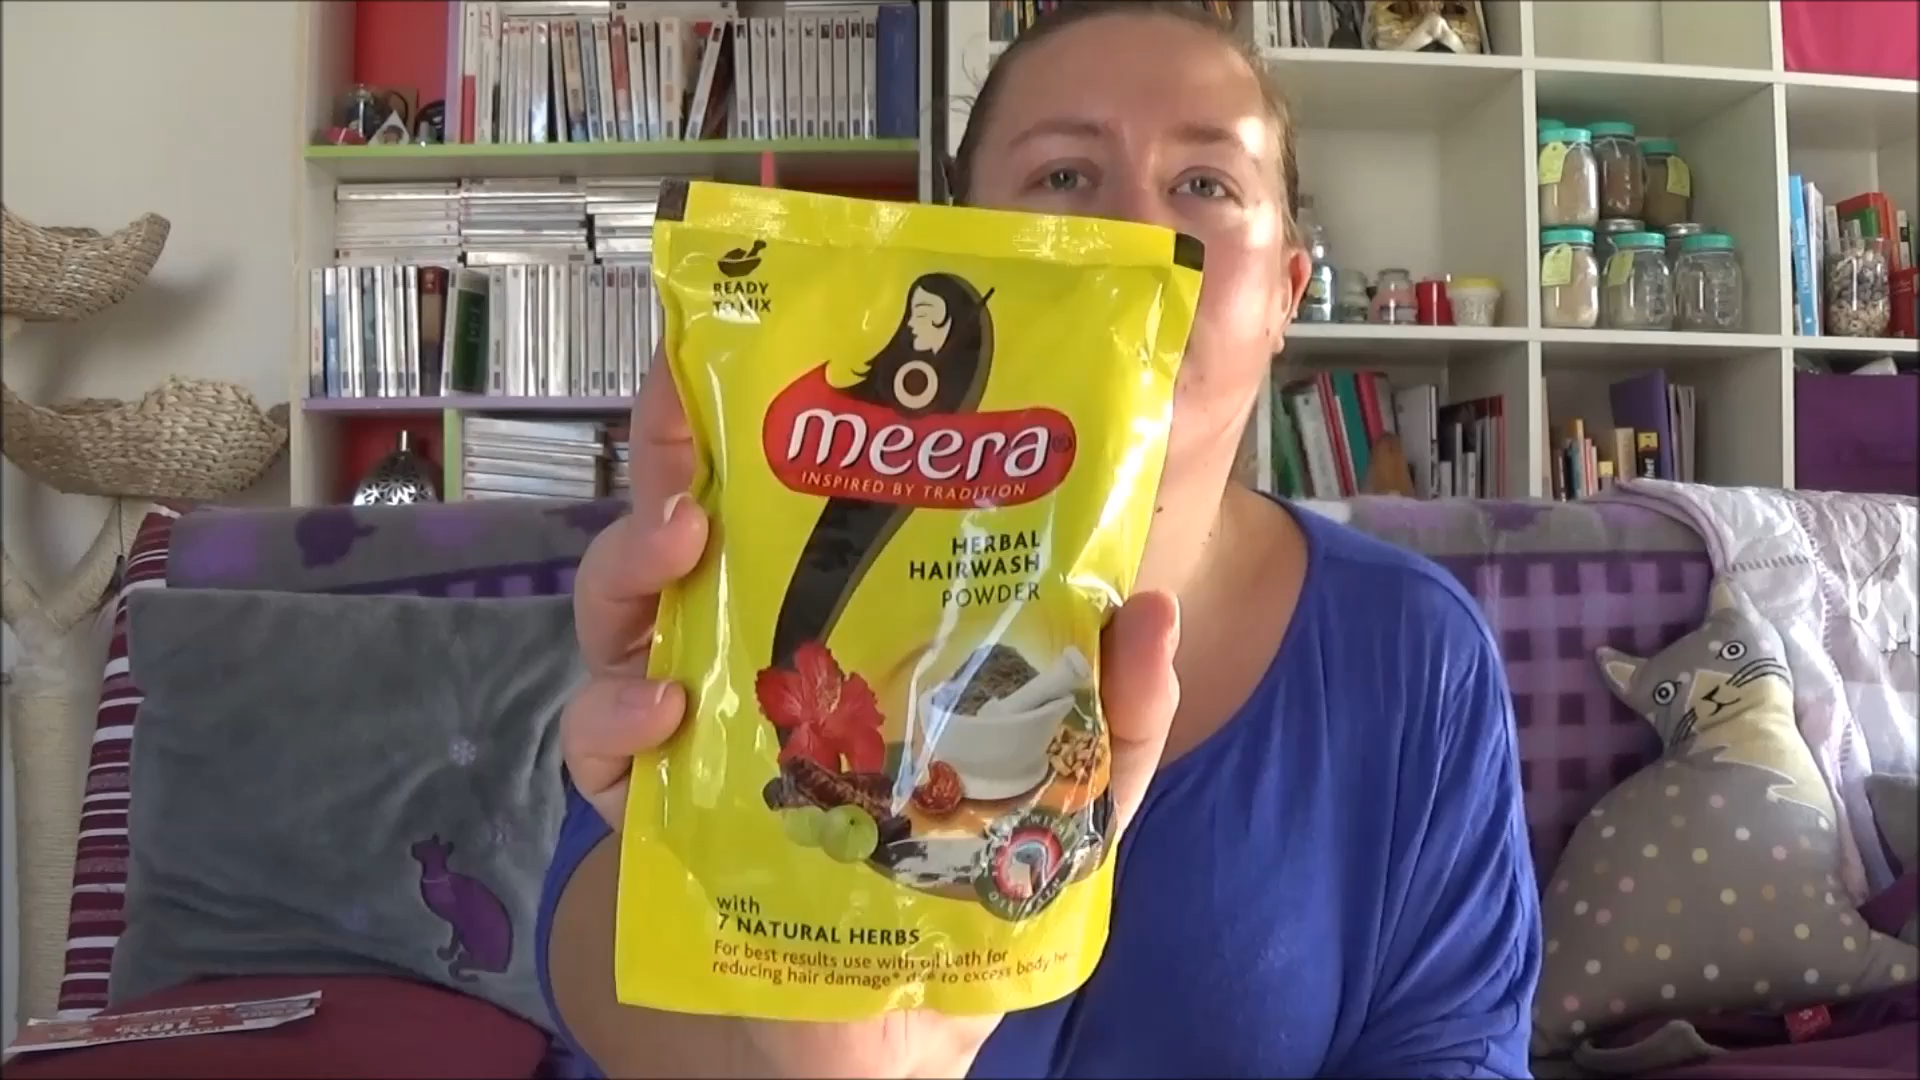 READY
TO MIX
meera®
INSPIRED BY TRADITION
HERBAL
HAIRWASH
POWDER
with
7 NATURAL HERBS
For best results use with oil bath for
reducing hair damage* due to excess body